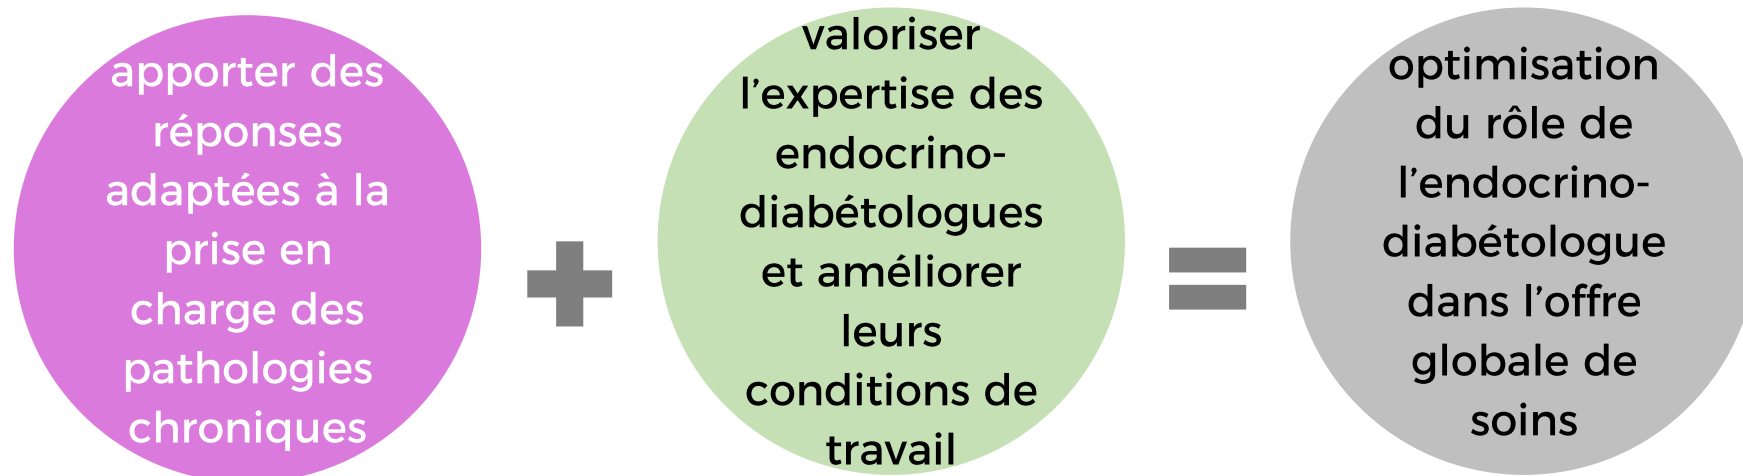 apporter des
réponses
adaptées à la
prise en
charge des
pathologies
chroniques
+
valoriser
l'expertise des
endocrino-
diabétologues
et améliorer
leurs
conditions de
travail
=
optimisation
du rôle de
l'endocrino-
diabétologue
dans l'offre
globale de
soins